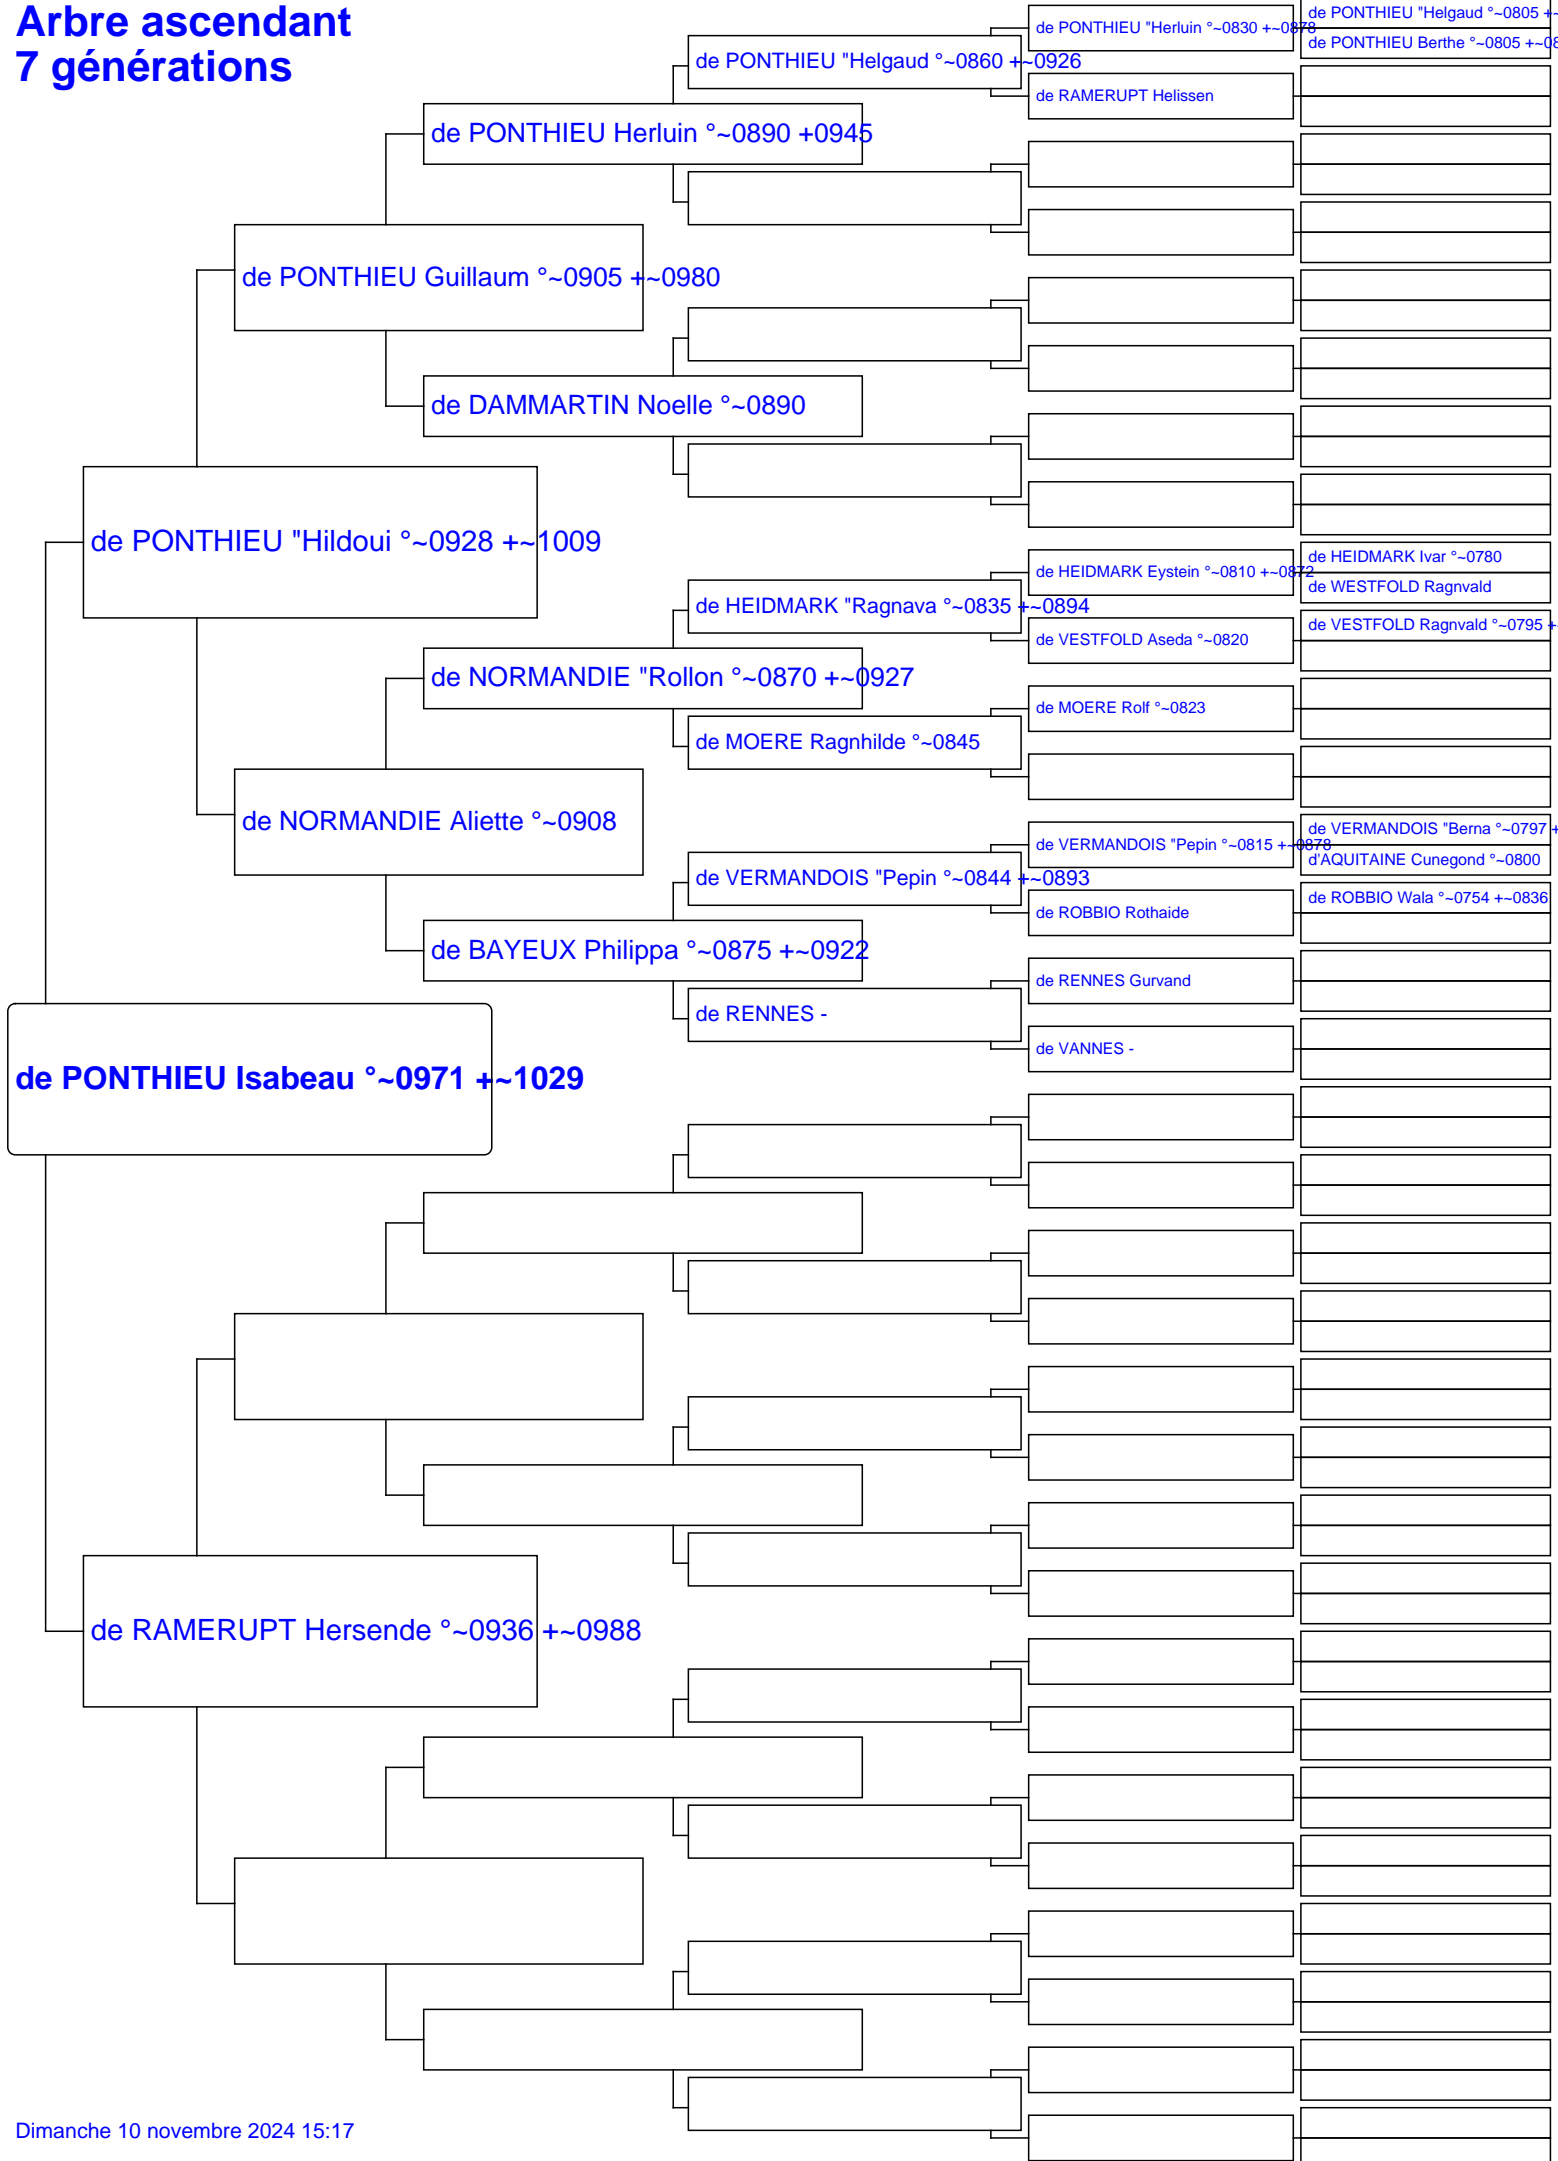 Arbre ascendant
7 générations
de PONTHIEU "Helgaud °~0805 +~
de PONTHIEU "Herluin °~0830 +~0878
de PONTHIEU Berthe °~0805 +~08
de PONTHIEU "Helgaud °~0860 +~0926
de RAMERUPT Helissen
de PONTHIEU Herluin °~0890 +0945
de PONTHIEU Guillaum °~0905 +~0980
de DAMMARTIN Noelle °~0890
de PONTHIEU "Hildoui °~0928 +~1009
de HEIDMARK Ivar °~0780
de HEIDMARK Eystein °~0810 +~0872
de WESTFOLD Ragnvald
de HEIDMARK "Ragnava °~0835 +~0894
de VESTFOLD Ragnvald °~0795 +~
de VESTFOLD Aseda °~0820
de NORMANDIE "Rollon °~0870 +~0927
de MOERE Rolf °~0823
de MOERE Ragnhilde °~0845
de NORMANDIE Aliette °~0908
de VERMANDOIS "Berna °~0797 +
de VERMANDOIS "Pepin °~0815 +~0878
d'AQUITAINE Cunegond °~0800
de VERMANDOIS "Pepin °~0844 +~0893
de ROBBIO Wala °~0754 +~0836
de ROBBIO Rothaide
de BAYEUX Philippa °~0875 +~0922
de RENNES Gurvand
de RENNES -
de VANNES -
de PONTHIEU Isabeau °~0971 +~1029
de RAMERUPT Hersende °~0936 +~0988
Dimanche 10 novembre 2024 15:17